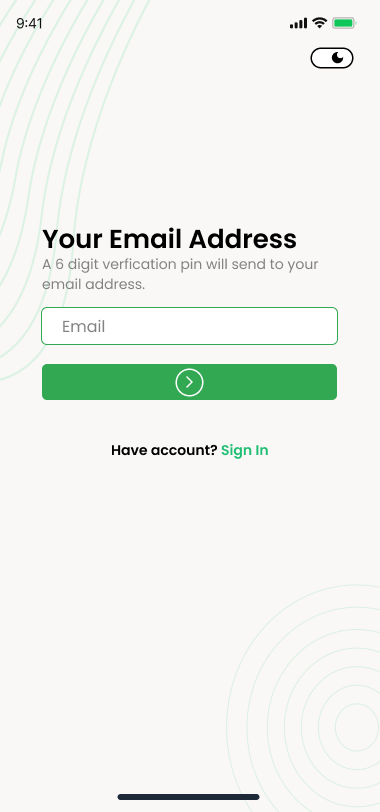 9:41
Your Email Address
A 6 digit verfication pin will send to your
email address.
Email
Have account? Sign In